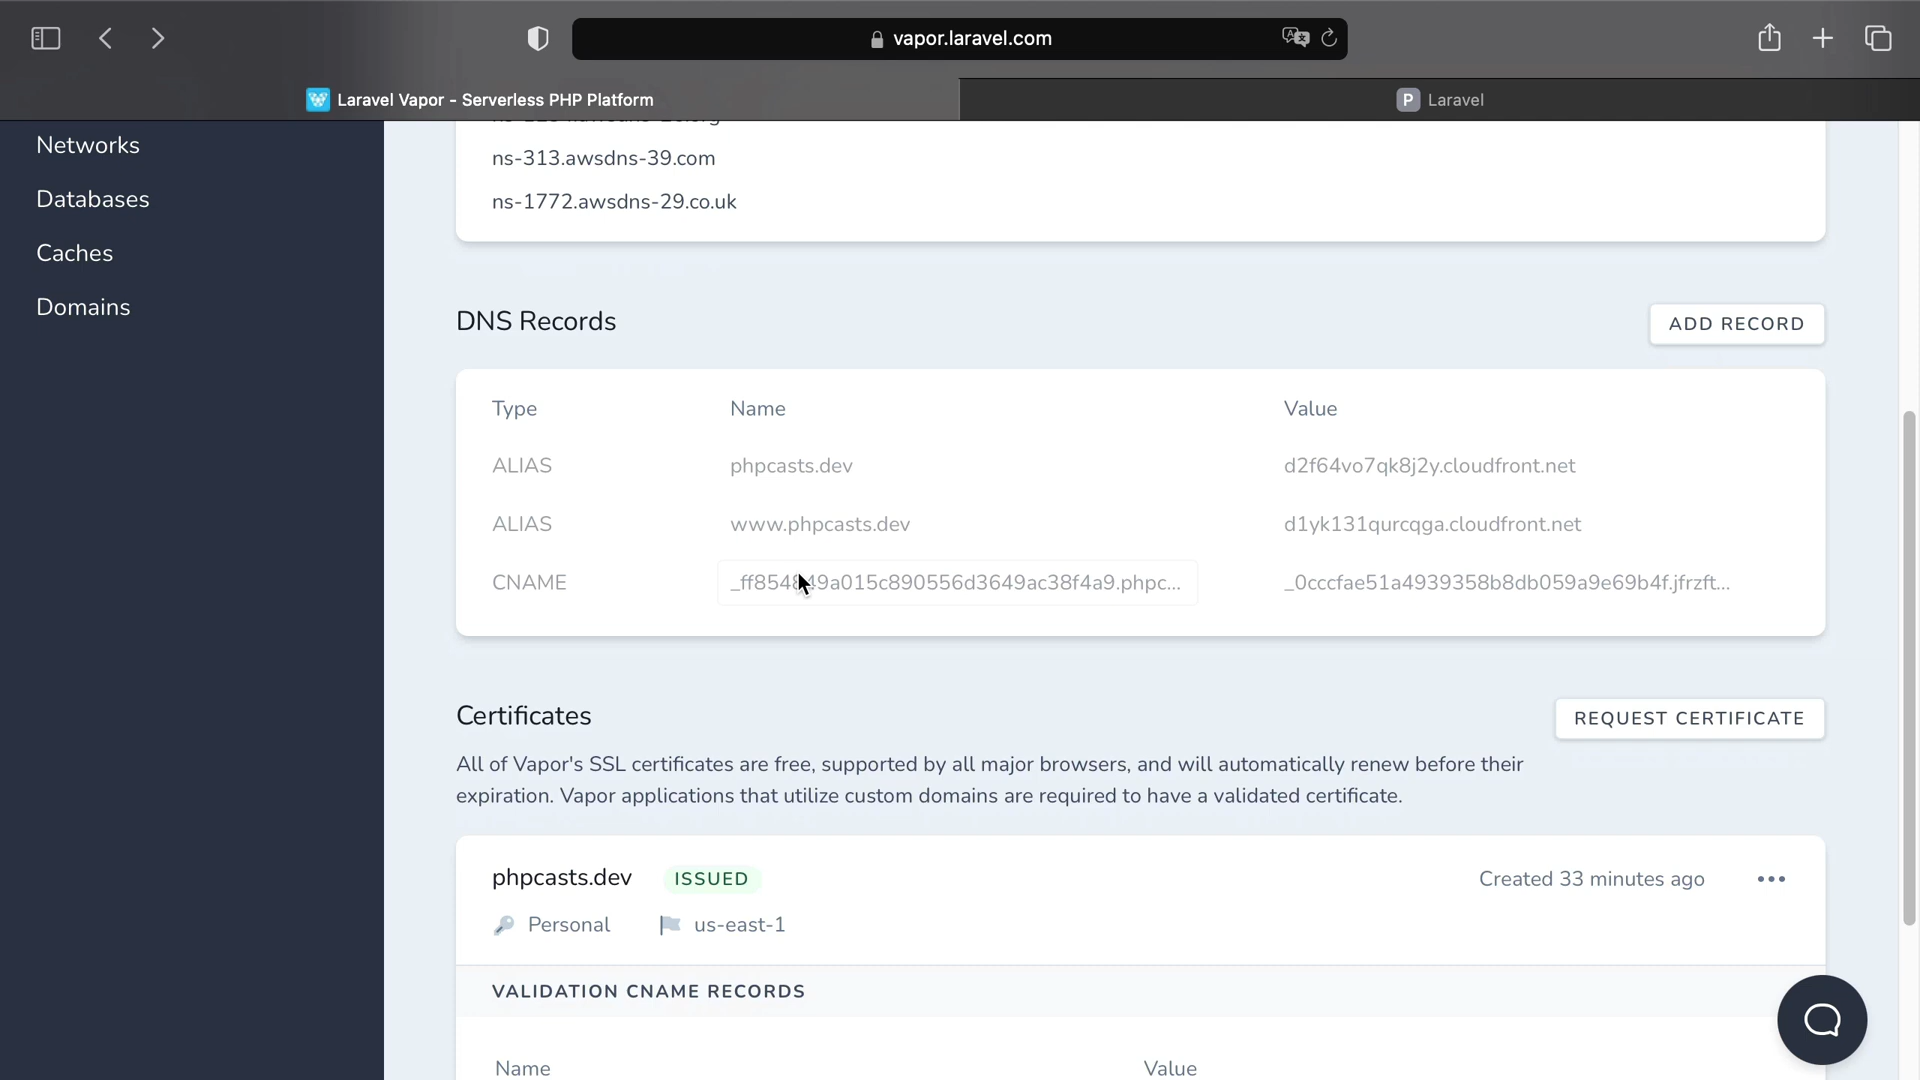 vapor.laravel.com
Laravel Vapor - Serverless PHP Platform
P Laravel
Networks
Databases
Caches
Domains
ns-313.awsdns-39.com
ns-1772.awsdns-29.co.uk
DNS Records
ADD RECORD
Type Name Value
ALIAS phpcasts.dev d2f64vo7qk8j2y.cloudfront.net
ALIAS www.phpcasts.dev d1yk131qurcqga.cloudfront.net
CNAME _0cccfae51a4939358b8db059a9e69b4f.jfrzft...
Certificates
REQUEST CERTIFICATE
All of Vapor's SSL certificates are free, supported by all major browsers, and will automatically renew before their
expiration. Vapor applications that utilize custom domains are required to have a validated certificate.
phpcasts.dev ISSUED Created 33 minutes ago
Personal us-east-1
VALIDATION CNAME RECORDS
Name Value